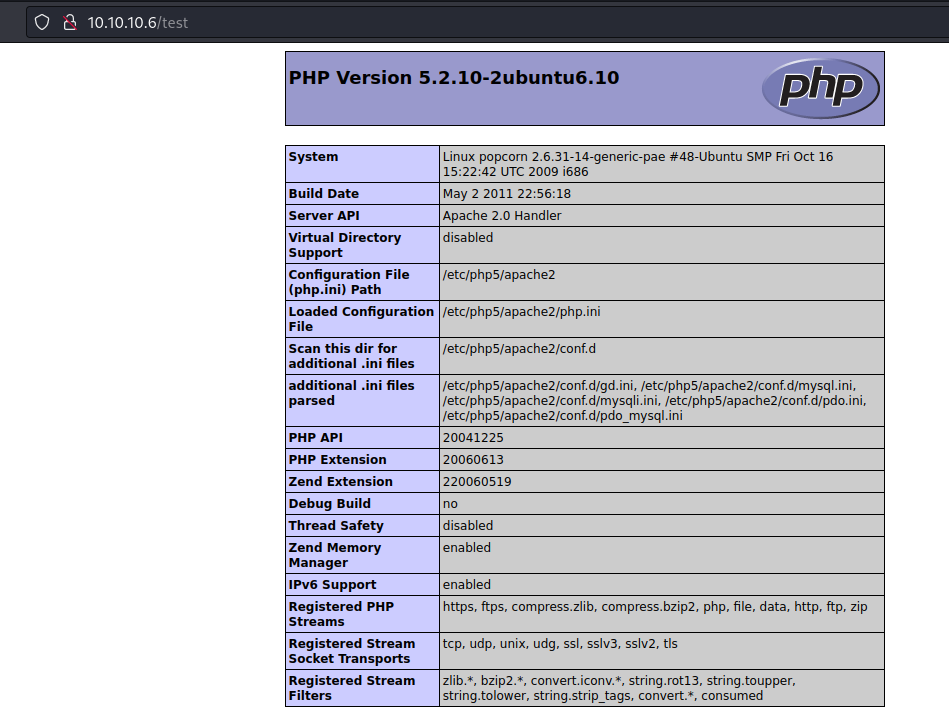 10.10.10.6/test
PHP Version 5.2.10-2ubuntu6.10
php
System
Linux popcorn 2.6.31-14-generic-pae #48-Ubuntu SMP Fri Oct 16
15:22:42 UTC 2009 i686
Build Date
May 2 2011 22:56:18
Server API
Apache 2.0 Handler
Virtual Directory
Support
disabled
Configuration File
(php.ini) Path
/etc/php5/apache2
Loaded Configuration
File
/etc/php5/apache2/php.ini
Scan this dir for
additional .ini files
/etc/php5/apache2/conf.d
additional .ini files
parsed
/etc/php5/apache2/conf.d/gd.ini, /etc/php5/apache2/conf.d/mysql.ini,
/etc/php5/apache2/conf.d/mysqli.ini, /etc/php5/apache2/conf.d/pdo.ini,
/etc/php5/apache2/conf.d/pdo_mysql.ini
PHP API
20041225
PHP Extension
20060613
Zend Extension
220060519
Debug Build
no
Thread Safety
disabled
Zend Memory
Manager
enabled
IPv6 Support
enabled
Registered PHP
Streams
https, ftps, compress.zlib, compress.bzip2, php, file, data, http, ftp, zip
Registered Stream
Socket Transports
tcp, udp, unix, udg, ssl, sslv3, sslv2, tls
Registered Stream
Filters
zlib.*, bzip2.*, convert.iconv.*, string.rot13, string.toupper,
string.tolower, string.strip_tags, convert.*, consumed